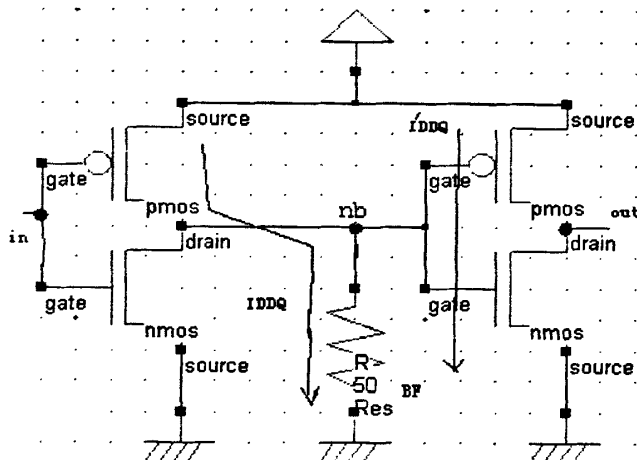 source
IDDQ
source
gate
gate
pmos
nb
pmos
out
in
drain
drain
gate
IDDQ
gate
nmos
R-
50
BF
nmos
source
Res
source